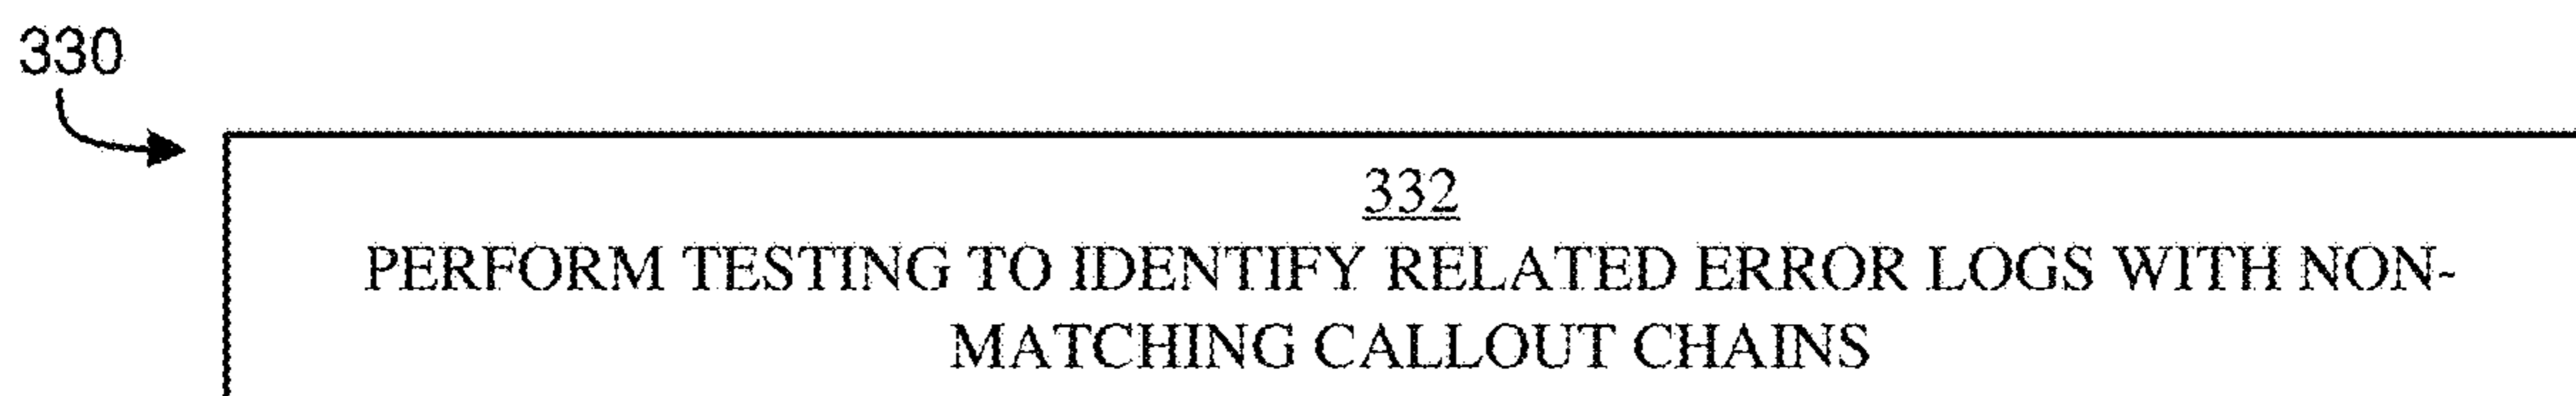 330
332
PERFORM TESTING TO IDENTIFY RELATED ERROR LOGS WITH NON-
MATCHING CALLOUT CHAINS